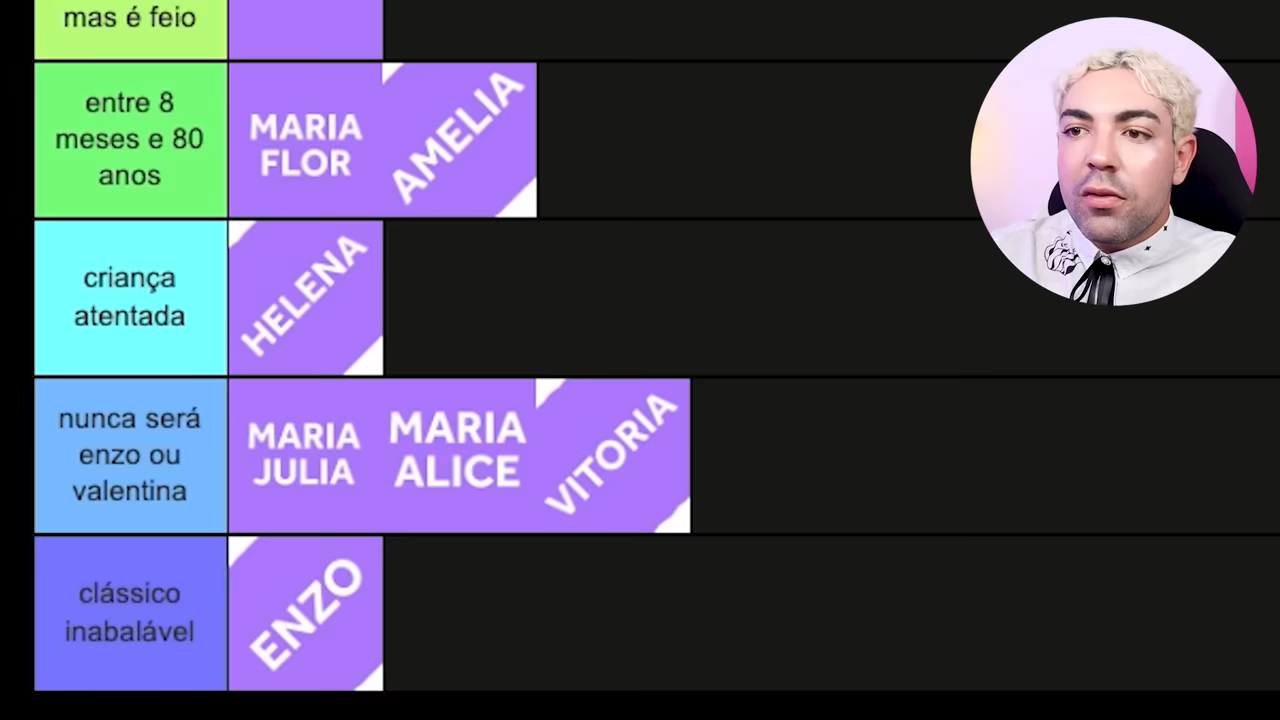 mas é feio
entre 8
meses e 80
anos
MARIA
FLOR
AMELIA
criança
atentada
HELENA
nunca será
enzo ou
valentina
MARIA
JULIA
MARIA
ALICE
VITORIA
clássico
inabalável
ENZO